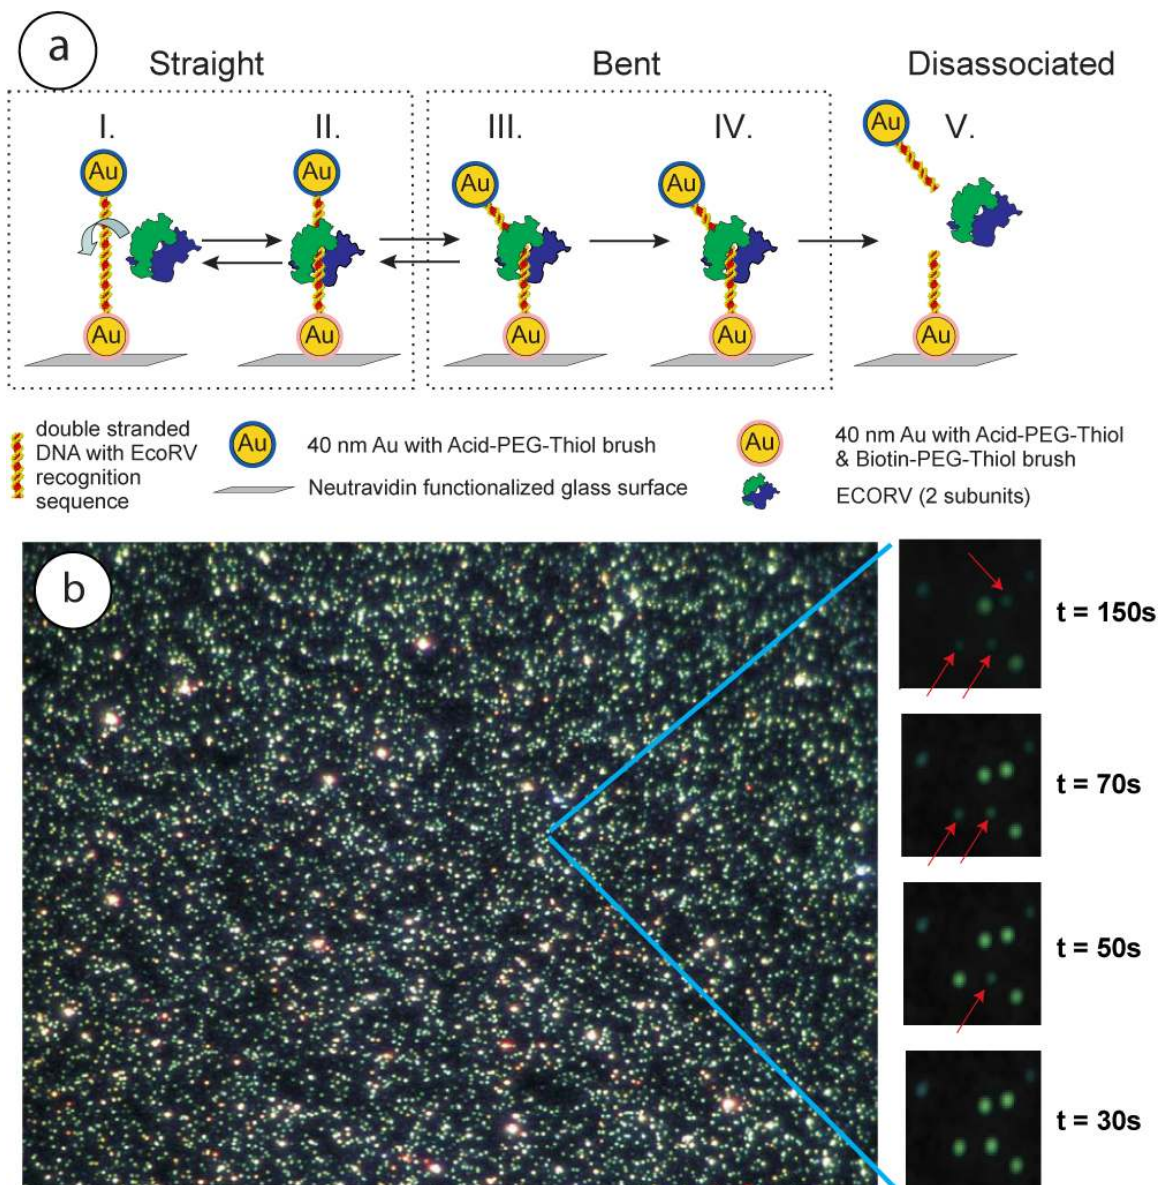 a
Straight
Bent
Disassociated
I.
II.
III.
IV.
V.
Au
Au
Au
Au
Au
Au
Au
Au
Au
Au
double stranded
DNA with EcoRV
recognition
sequence
Au
40 nm Au with Acid-PEG-Thiol brush
Neutravidin functionalized glass surface
Au
40 nm Au with Acid-PEG-Thiol
& Biotin-PEG-Thiol brush
ECORV (2 subunits)
b
t = 150s
t = 70s
t = 50s
t = 30s